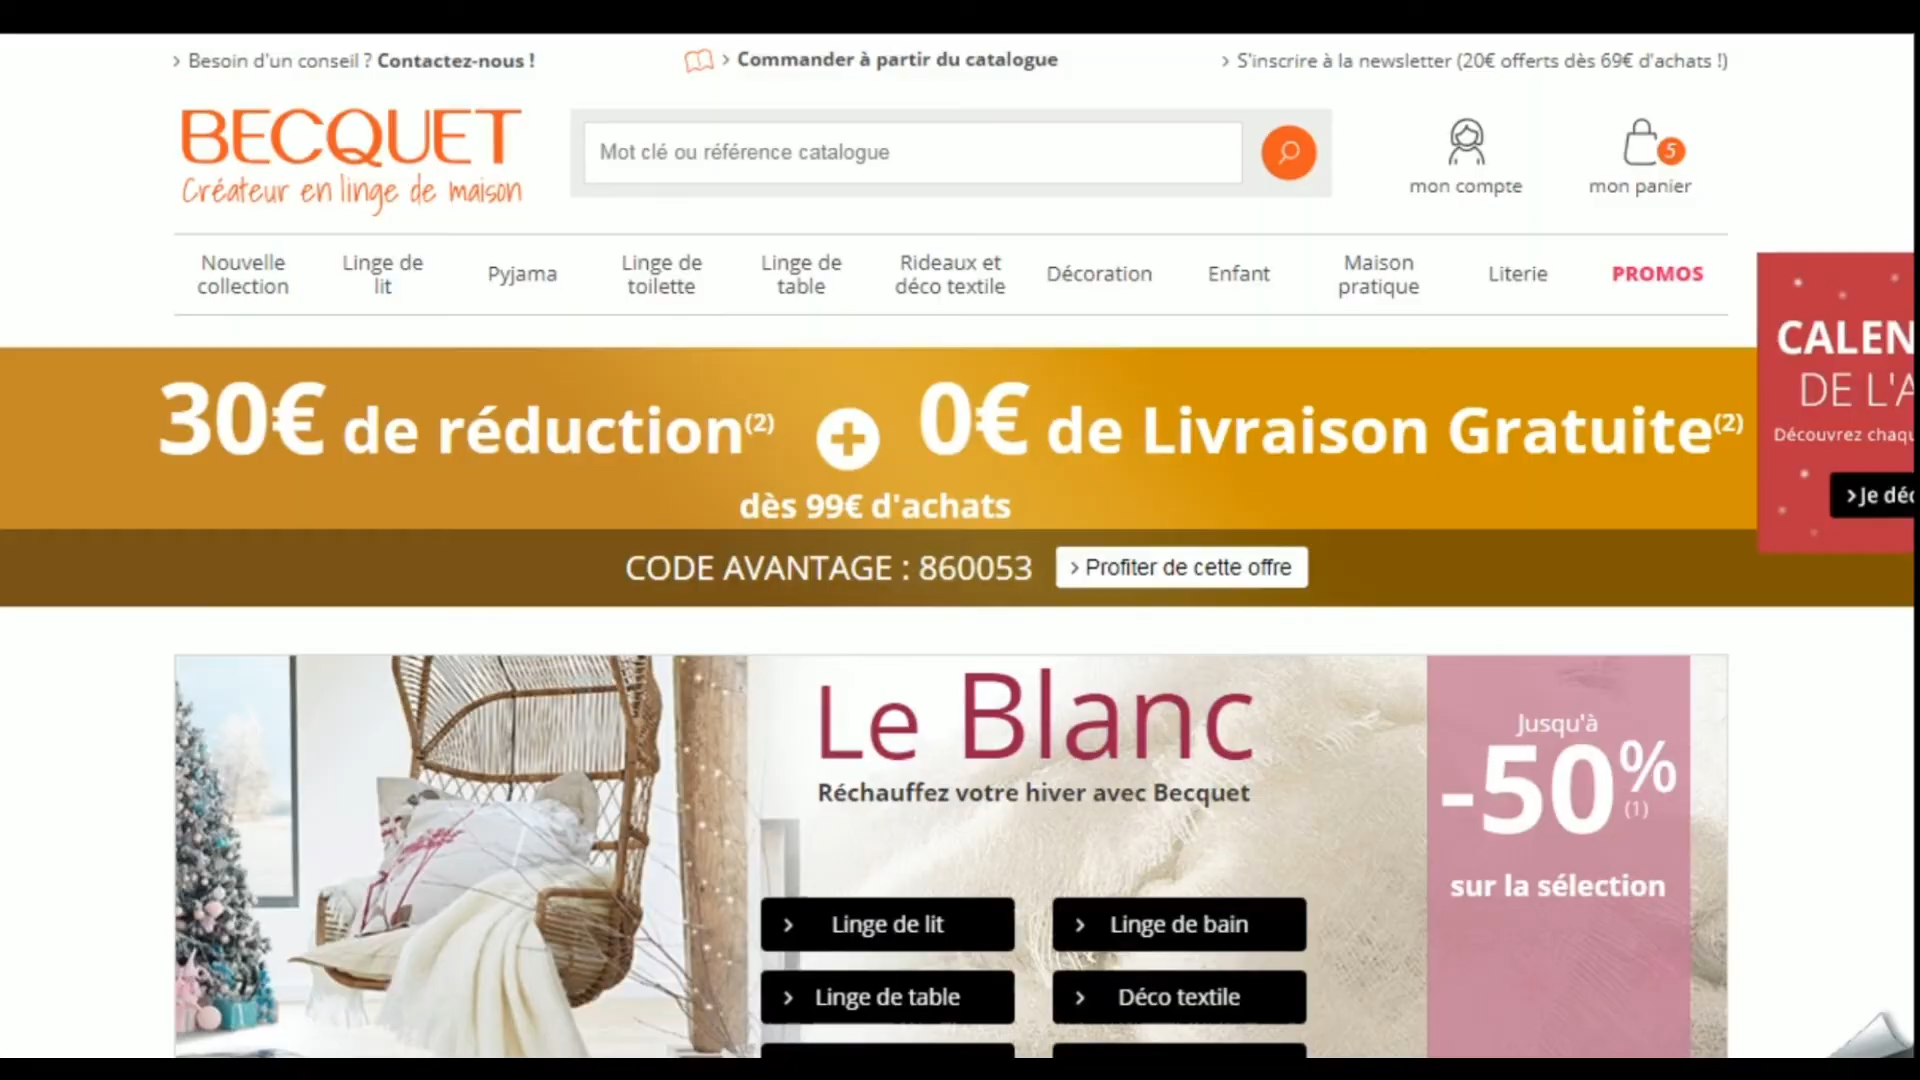 › Besoin d'un conseil ? Contactez-nous !
› Commander à partir du catalogue
› S'inscrire à la newsletter (20€ offerts dès 69€ d'achats !)
BECQUET
Créateur en linge de maison
Mot clé ou référence catalogue
mon compte
5
mon panier
Nouvelle
collection
Linge de
lit
Pyjama
Linge de
toilette
Linge de
table
Rideaux et
déco textile
Décoration
Enfant
Maison
pratique
Literie
PROMOS
30€ de réduction(2) + 0€ de Livraison Gratuite(2)
dès 99€ d'achats
CODE AVANTAGE : 860053
› Profiter de cette offre
CALEN
DE L'A
Découvrez chaqu
› Je déc
Le Blanc
Réchauffez votre hiver avec Becquet
› Linge de lit
› Linge de bain
› Linge de table
› Déco textile
Jusqu'à
-50%
(1)
sur la sélection